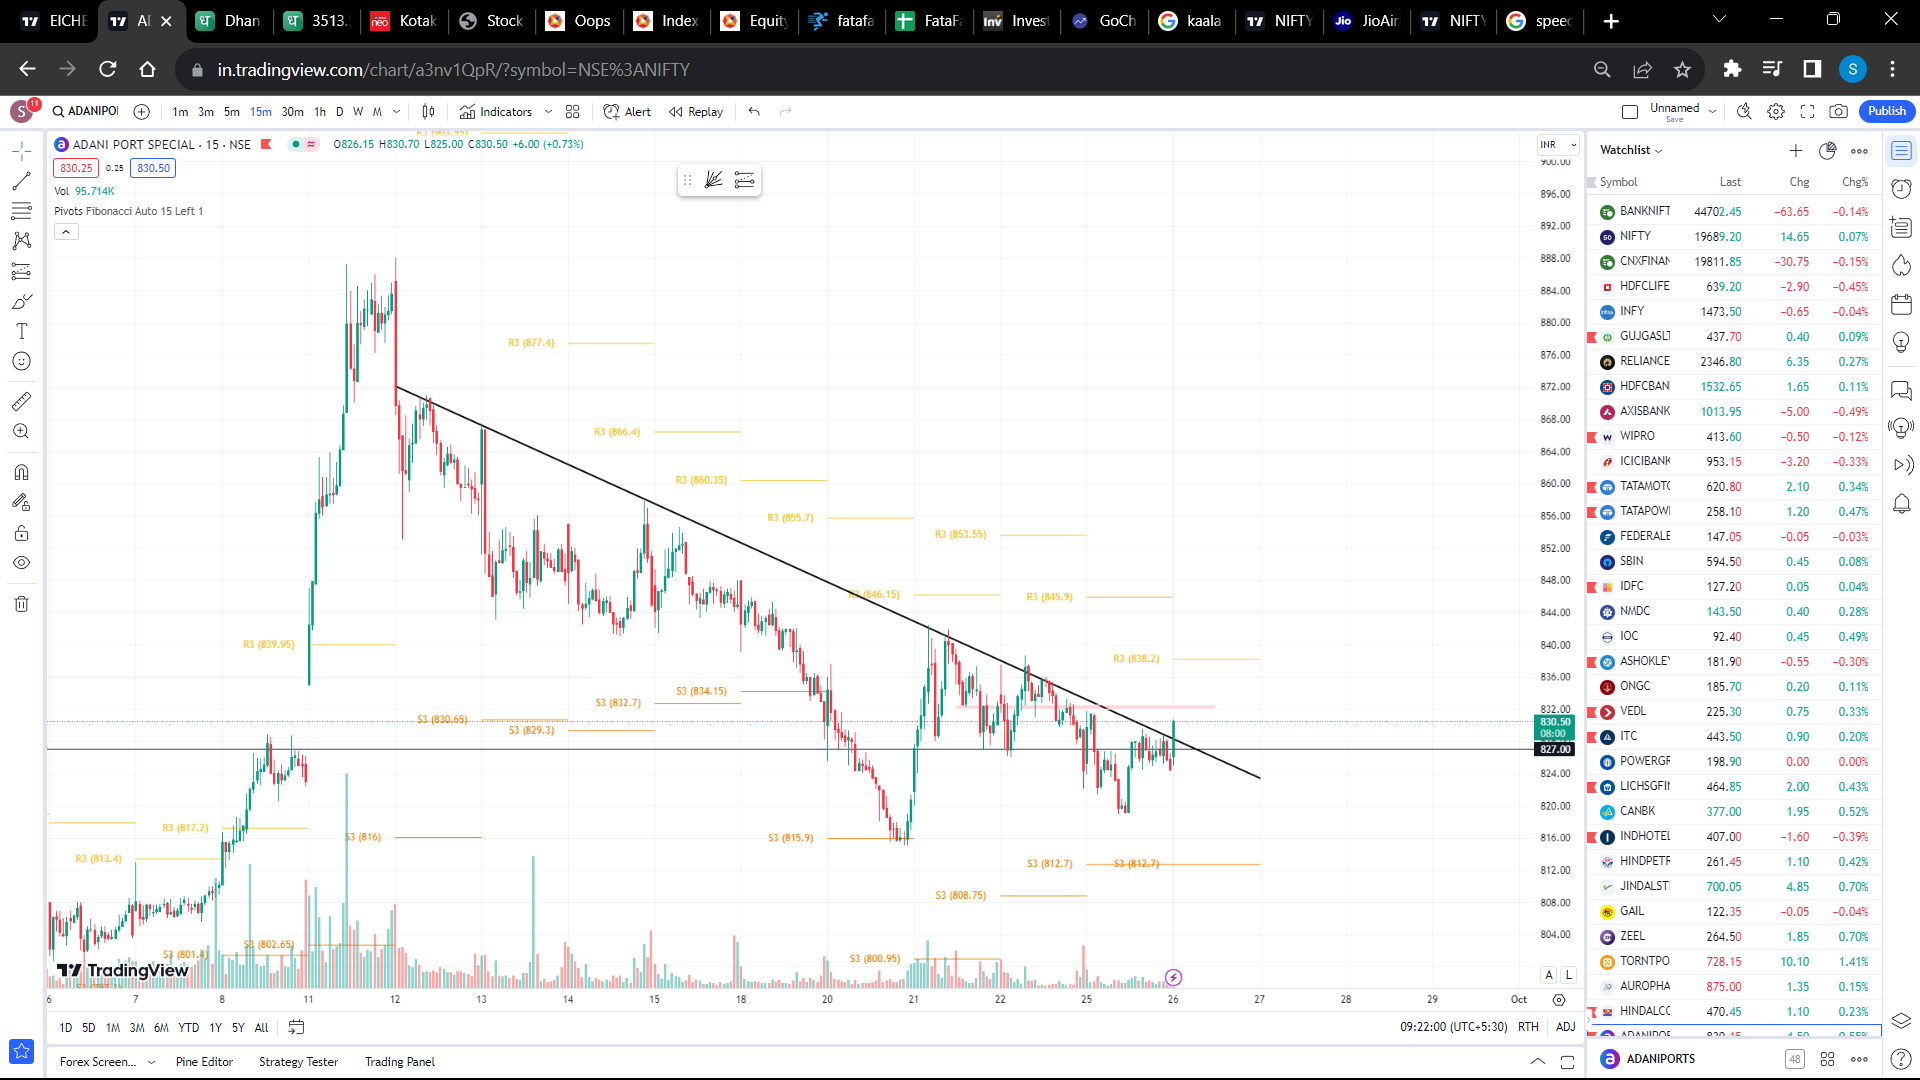 EICHE
AD
Dhan
3513.
Kotak
Stock
Oops
Index
Equity
fatafa
FataFa
Invest
GoCh
kaala
NIFTY
JioAir
NIFTY
speed
in.tradingview.com/chart/a3nv1QpR/?symbol=NSE%3ANIFTY
S
S 11 ADANIPOI 1m 3m 5m 15m 30m 1h D W M Indicators Alert Replay Unnamed Save Publish
ADANI PORT SPECIAL · 15 · NSE O826.15 H830.70 L825.00 C830.50 +6.00 (+0.73%)
830.25 0.25 830.50
Vol 95.714K
Pivots Fibonacci Auto 15 Left 1
R3 (903.55)
R3 (877.4)
R3 (866.4)
R3 (860.35)
R3 (855.7)
R3 (853.55)
R3 (846.15)
R3 (845.9)
R3 (839.95)
R3 (838.2)
S3 (834.15)
S3 (832.7)
S3 (830.65)
S3 (829.3)
R3 (817.2)
S3 (816)
S3 (815.9)
R3 (813.4)
S3 (812.7)
S3 (812.7)
S3 (808.75)
S3 (802.65)
S3 (801.4)
S3 (800.95)
TradingView
INR
900.00
896.00
892.00
888.00
884.00
880.00
876.00
872.00
868.00
864.00
860.00
856.00
852.00
848.00
844.00
840.00
836.00
832.00
830.50
08:00
827.00
824.00
820.00
816.00
812.00
808.00
804.00
A L
6 7 8 11 12 13 14 15 18 20 21 22 25 26 27 28 29 Oct
1D 5D 1M 3M 6M YTD 1Y 5Y All 09:22:00 (UTC+5:30) RTH ADJ
Forex Screen... Pine Editor Strategy Tester Trading Panel
Watchlist
Symbol Last Chg Chg%
BANKNIFT 44702.45 −63.65 −0.14%
NIFTY 19689.20 14.65 0.07%
CNXFINAN 19811.85 −30.75 −0.15%
HDFCLIFE 639.20 −2.90 −0.45%
INFY 1473.50 −0.65 −0.04%
GUJGASLT 437.70 0.40 0.09%
RELIANCE 2346.80 6.35 0.27%
HDFCBAN 1532.65 1.65 0.11%
AXISBANK 1013.95 −5.00 −0.49%
WIPRO 413.60 −0.50 −0.12%
ICICIBANK 953.15 −3.20 −0.33%
TATAMOTO 620.80 2.10 0.34%
TATAPOWI 258.10 1.20 0.47%
FEDERALE 147.05 −0.05 −0.03%
SBIN 594.50 0.45 0.08%
IDFC 127.20 0.05 0.04%
NMDC 143.50 0.40 0.28%
IOC 92.40 0.45 0.49%
ASHOKLEY 181.90 −0.55 −0.30%
ONGC 185.70 0.20 0.11%
VEDL 225.30 0.75 0.33%
ITC 443.50 0.90 0.20%
POWERGR 198.90 0.00 0.00%
LICHSGFIN 464.85 2.00 0.43%
CANBK 377.00 1.95 0.52%
INDHOTEL 407.00 −1.60 −0.39%
HINDPETR 261.45 1.10 0.42%
JINDALSTI 700.05 4.85 0.70%
GAIL 122.35 −0.05 −0.04%
ZEEL 264.50 1.85 0.70%
TORNTPO 728.15 10.10 1.41%
AUROPHA 875.00 1.35 0.15%
HINDALCO 470.45 1.10 0.23%
ADANIPOR 830.15 4.50 0.55%
ADANIPORTS 48